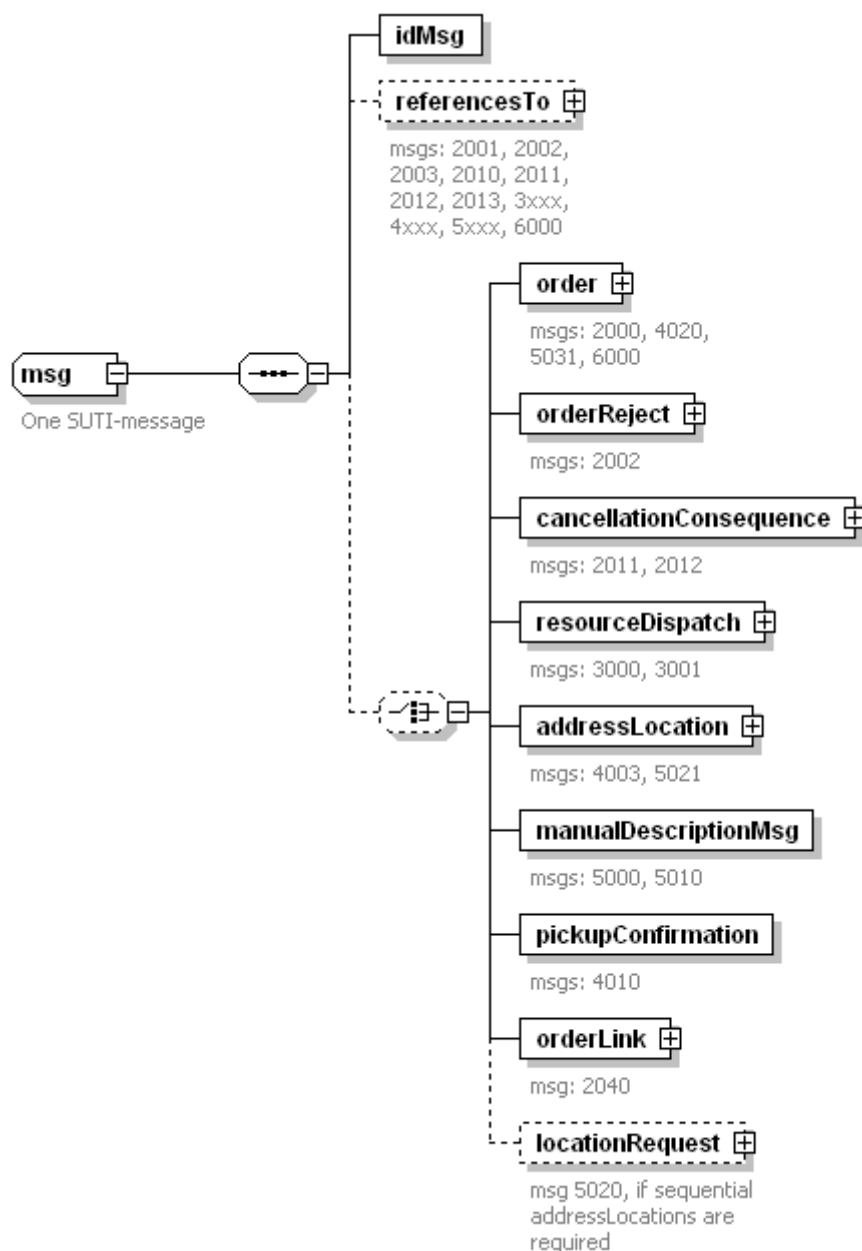 idMsg
referencesTo
msgs: 2001, 2002,
2003, 2010, 2011,
2012, 2013, 3xxx,
4xxx, 5xxx, 6000
order
msgs: 2000, 4020,
5031, 6000
msg
One SUTI-message
orderReject
msgs: 2002
cancellationConsequence
msgs: 2011, 2012
resourceDispatch
msgs: 3000, 3001
addressLocation
msgs: 4003, 5021
manualDescriptionMsg
msgs: 5000, 5010
pickupConfirmation
msgs: 4010
orderLink
msg: 2040
locationRequest
msg 5020, if sequential
addressLocations are
required